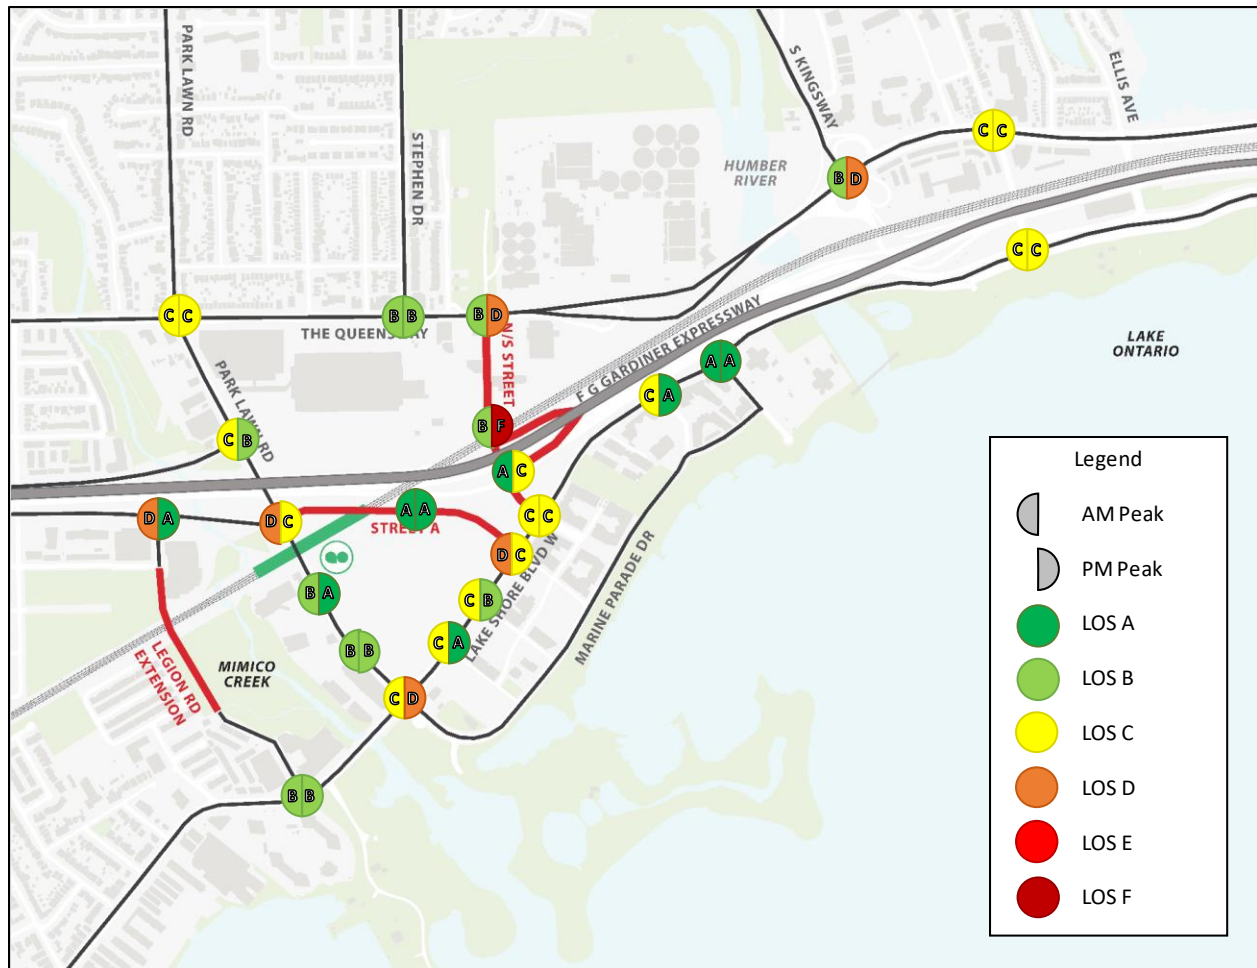 PARK LAWN RD
STEPHEN DR
S KINGSWAY
ELLIS AVE
HUMBER
RIVER
C C
B D
C C
LAKE
ONTARIO
C C
B B
B D
THE QUEENSWAY
N/S STREET
F G GARDINER EXPRESSWAY
A A
C A
PARK LAWN RD
C B
B F
A C
D A
D C
A A
STREET A
C C
D C
LAKE SHORE BLVD W
MARINE PARADE DR
B A
C B
C A
B B
LEGION RD
EXTENSION
MIMICO
CREEK
C D
B B
Legend
AM Peak
PM Peak
LOS A
LOS B
LOS C
LOS D
LOS E
LOS F